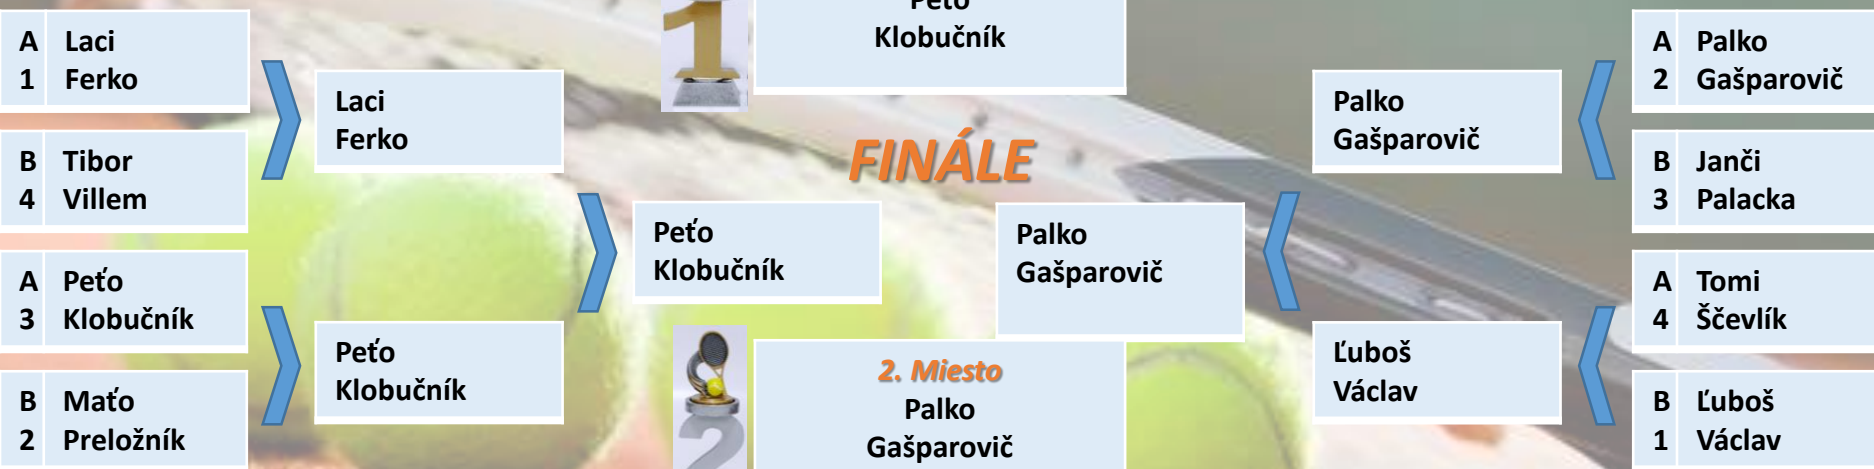 A Laci
1 Ferko
B Tibor
4 Villem
A Peťo
3 Klobučník
B Maťo
2 Preložník
Laci
Ferko
Peťo
Klobučník
Peťo
Klobučník
Peťo
Klobučník
1
FINÁLE
Palko
Gašparovič
2. Miesto
Palko
Gašparovič
2
Palko
Gašparovič
Ľuboš
Václav
A Palko
2 Gašparovič
B Janči
3 Palacka
A Tomi
4 Ščevlík
B Ľuboš
1 Václav